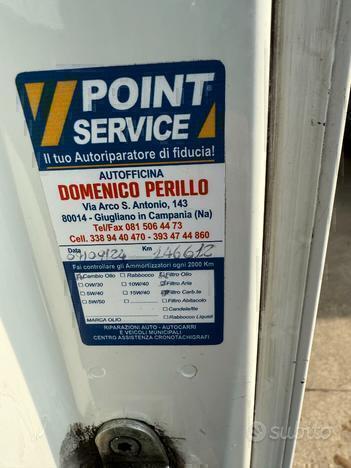 POINT
SERVICE
Il tuo Autoriparatore di fiducia!
AUTOFFICINA
DOMENICO PERILLO
Via Arco S. Antonio, 143
80014 - Giugliano in Campania (Na)
Tel/Fax 081 506 44 73
Cell. 338 94 40 470 - 393 47 44 860
Data Km 146612
Fai controllare gli Ammortizzatori ogni 2000 Km
Cambio Olio Rabbocco Filtro Olio
OW/30 10W/40 Filtro Aria
5W/40 15W/40 Filtro Carb.te
5W/50 Filtro Abitacolo
Candelette
MARCA OLIO Rabbocco Liquidi
RIPARAZIONI AUTO - AUTOCARRI
E VEICOLI MUNICIPALI
CENTRO ASSISTENZA CRONOTACHIGRAFI
subito